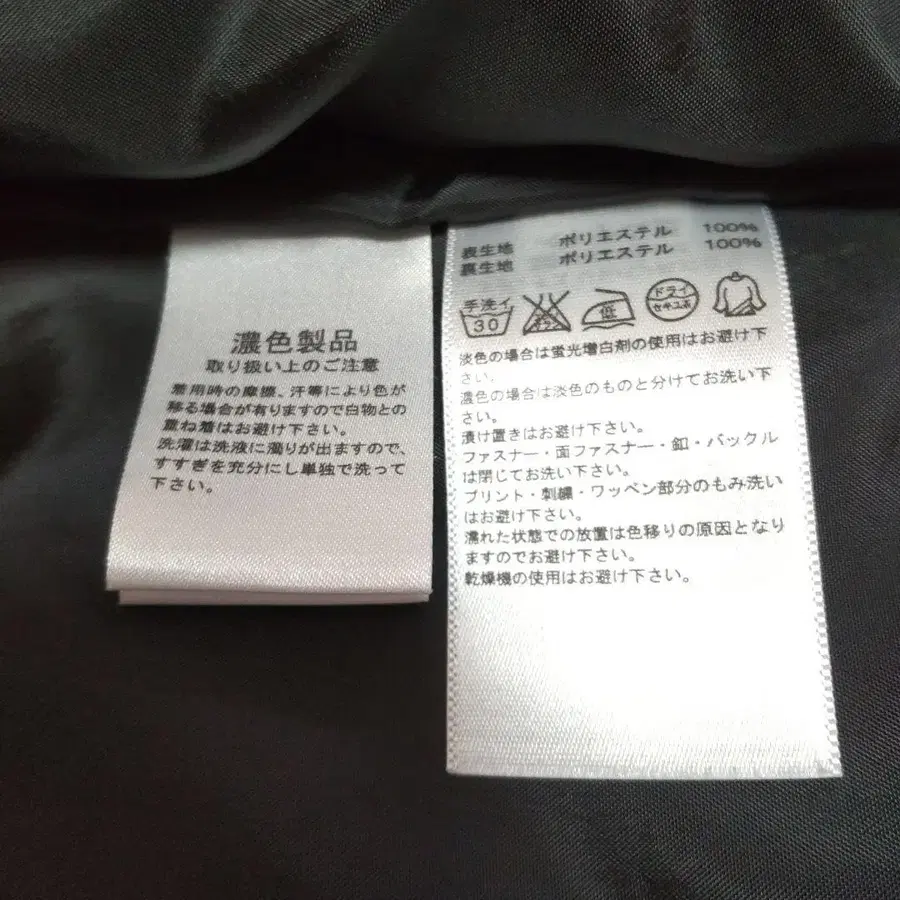 濃色製品
取り扱い上のご注意
着用時の摩擦、汗等により色が
移る場合が有りますので白物との
重ね着はお避け下さい。
洗濯は洗液に濁りが出ますので、
すすぎを充分にし単独で洗って
下さい。
表生地 ポリエステル 100%
裏生地 ポリエステル 100%
手洗イ 30
低
ドライ
セキユ系
淡色の場合は蛍光増白剤の使用はお避け下
さい。
濃色の場合は淡色のものと分けてお洗い下
さい。
漬け置きはお避け下さい。
ファスナー・面ファスナー・釦・バックル
は閉じてお洗い下さい。
プリント・刺繍・ワッペン部分のもみ洗い
はお避け下さい。
濡れた状態での放置は色移りの原因となり
ますのでお避け下さい。
乾燥機の使用はお避け下さい。